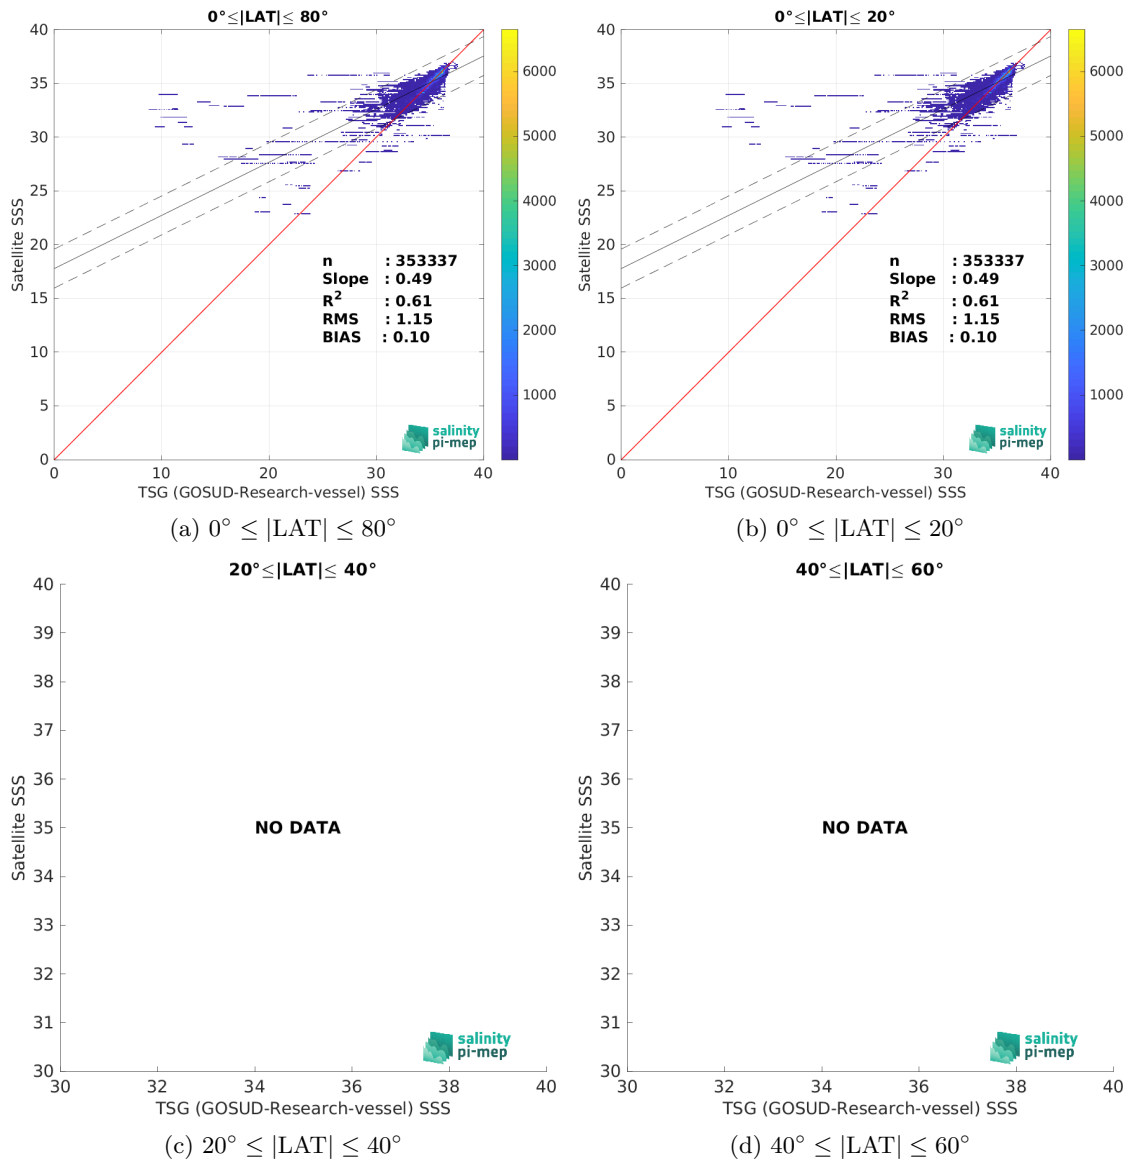 0°≤|LAT|≤ 80°
40
35
30
25
20
15
10
5
0
Satellite SSS
n : 353337
Slope : 0.49
R2 : 0.61
RMS : 1.15
BIAS : 0.10
salinity
pi-mep
0 10 20 30 40
TSG (GOSUD-Research-vessel) SSS
6000
5000
4000
3000
2000
1000
(a) 0° ≤ |LAT| ≤ 80°
0°≤|LAT|≤ 20°
40
35
30
25
20
15
10
5
0
Satellite SSS
n : 353337
Slope : 0.49
R2 : 0.61
RMS : 1.15
BIAS : 0.10
salinity
pi-mep
0 10 20 30 40
TSG (GOSUD-Research-vessel) SSS
6000
5000
4000
3000
2000
1000
(b) 0° ≤ |LAT| ≤ 20°
20°≤|LAT|≤ 40°
40
39
38
37
36
35
34
33
32
31
30
Satellite SSS
NO DATA
salinity
pi-mep
30 32 34 36 38 40
TSG (GOSUD-Research-vessel) SSS
(c) 20° ≤ |LAT| ≤ 40°
40°≤|LAT|≤ 60°
40
39
38
37
36
35
34
33
32
31
30
Satellite SSS
NO DATA
salinity
pi-mep
30 32 34 36 38 40
TSG (GOSUD-Research-vessel) SSS
(d) 40° ≤ |LAT| ≤ 60°